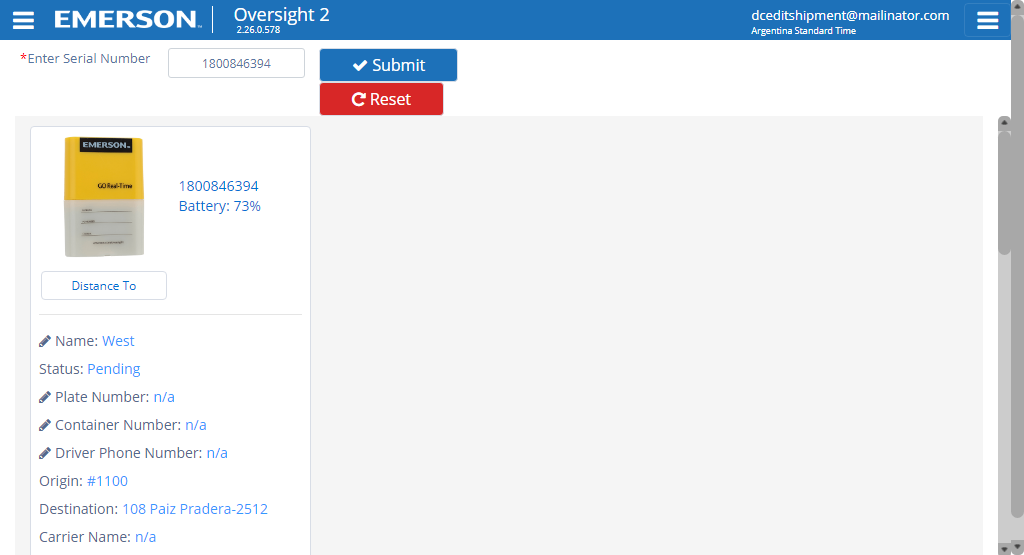 EMERSON
Oversight 2
2.26.0.578
dceditshipment@mailinator.com
Argentina Standard Time
*Enter Serial Number
1800846394
Submit
Reset
EMERSON
GO Real-Time
1800846394
Battery: 73%
Distance To
Name: West
Status: Pending
Plate Number: n/a
Container Number: n/a
Driver Phone Number: n/a
Origin: #1100
Destination: 108 Paiz Pradera-2512
Carrier Name: n/a